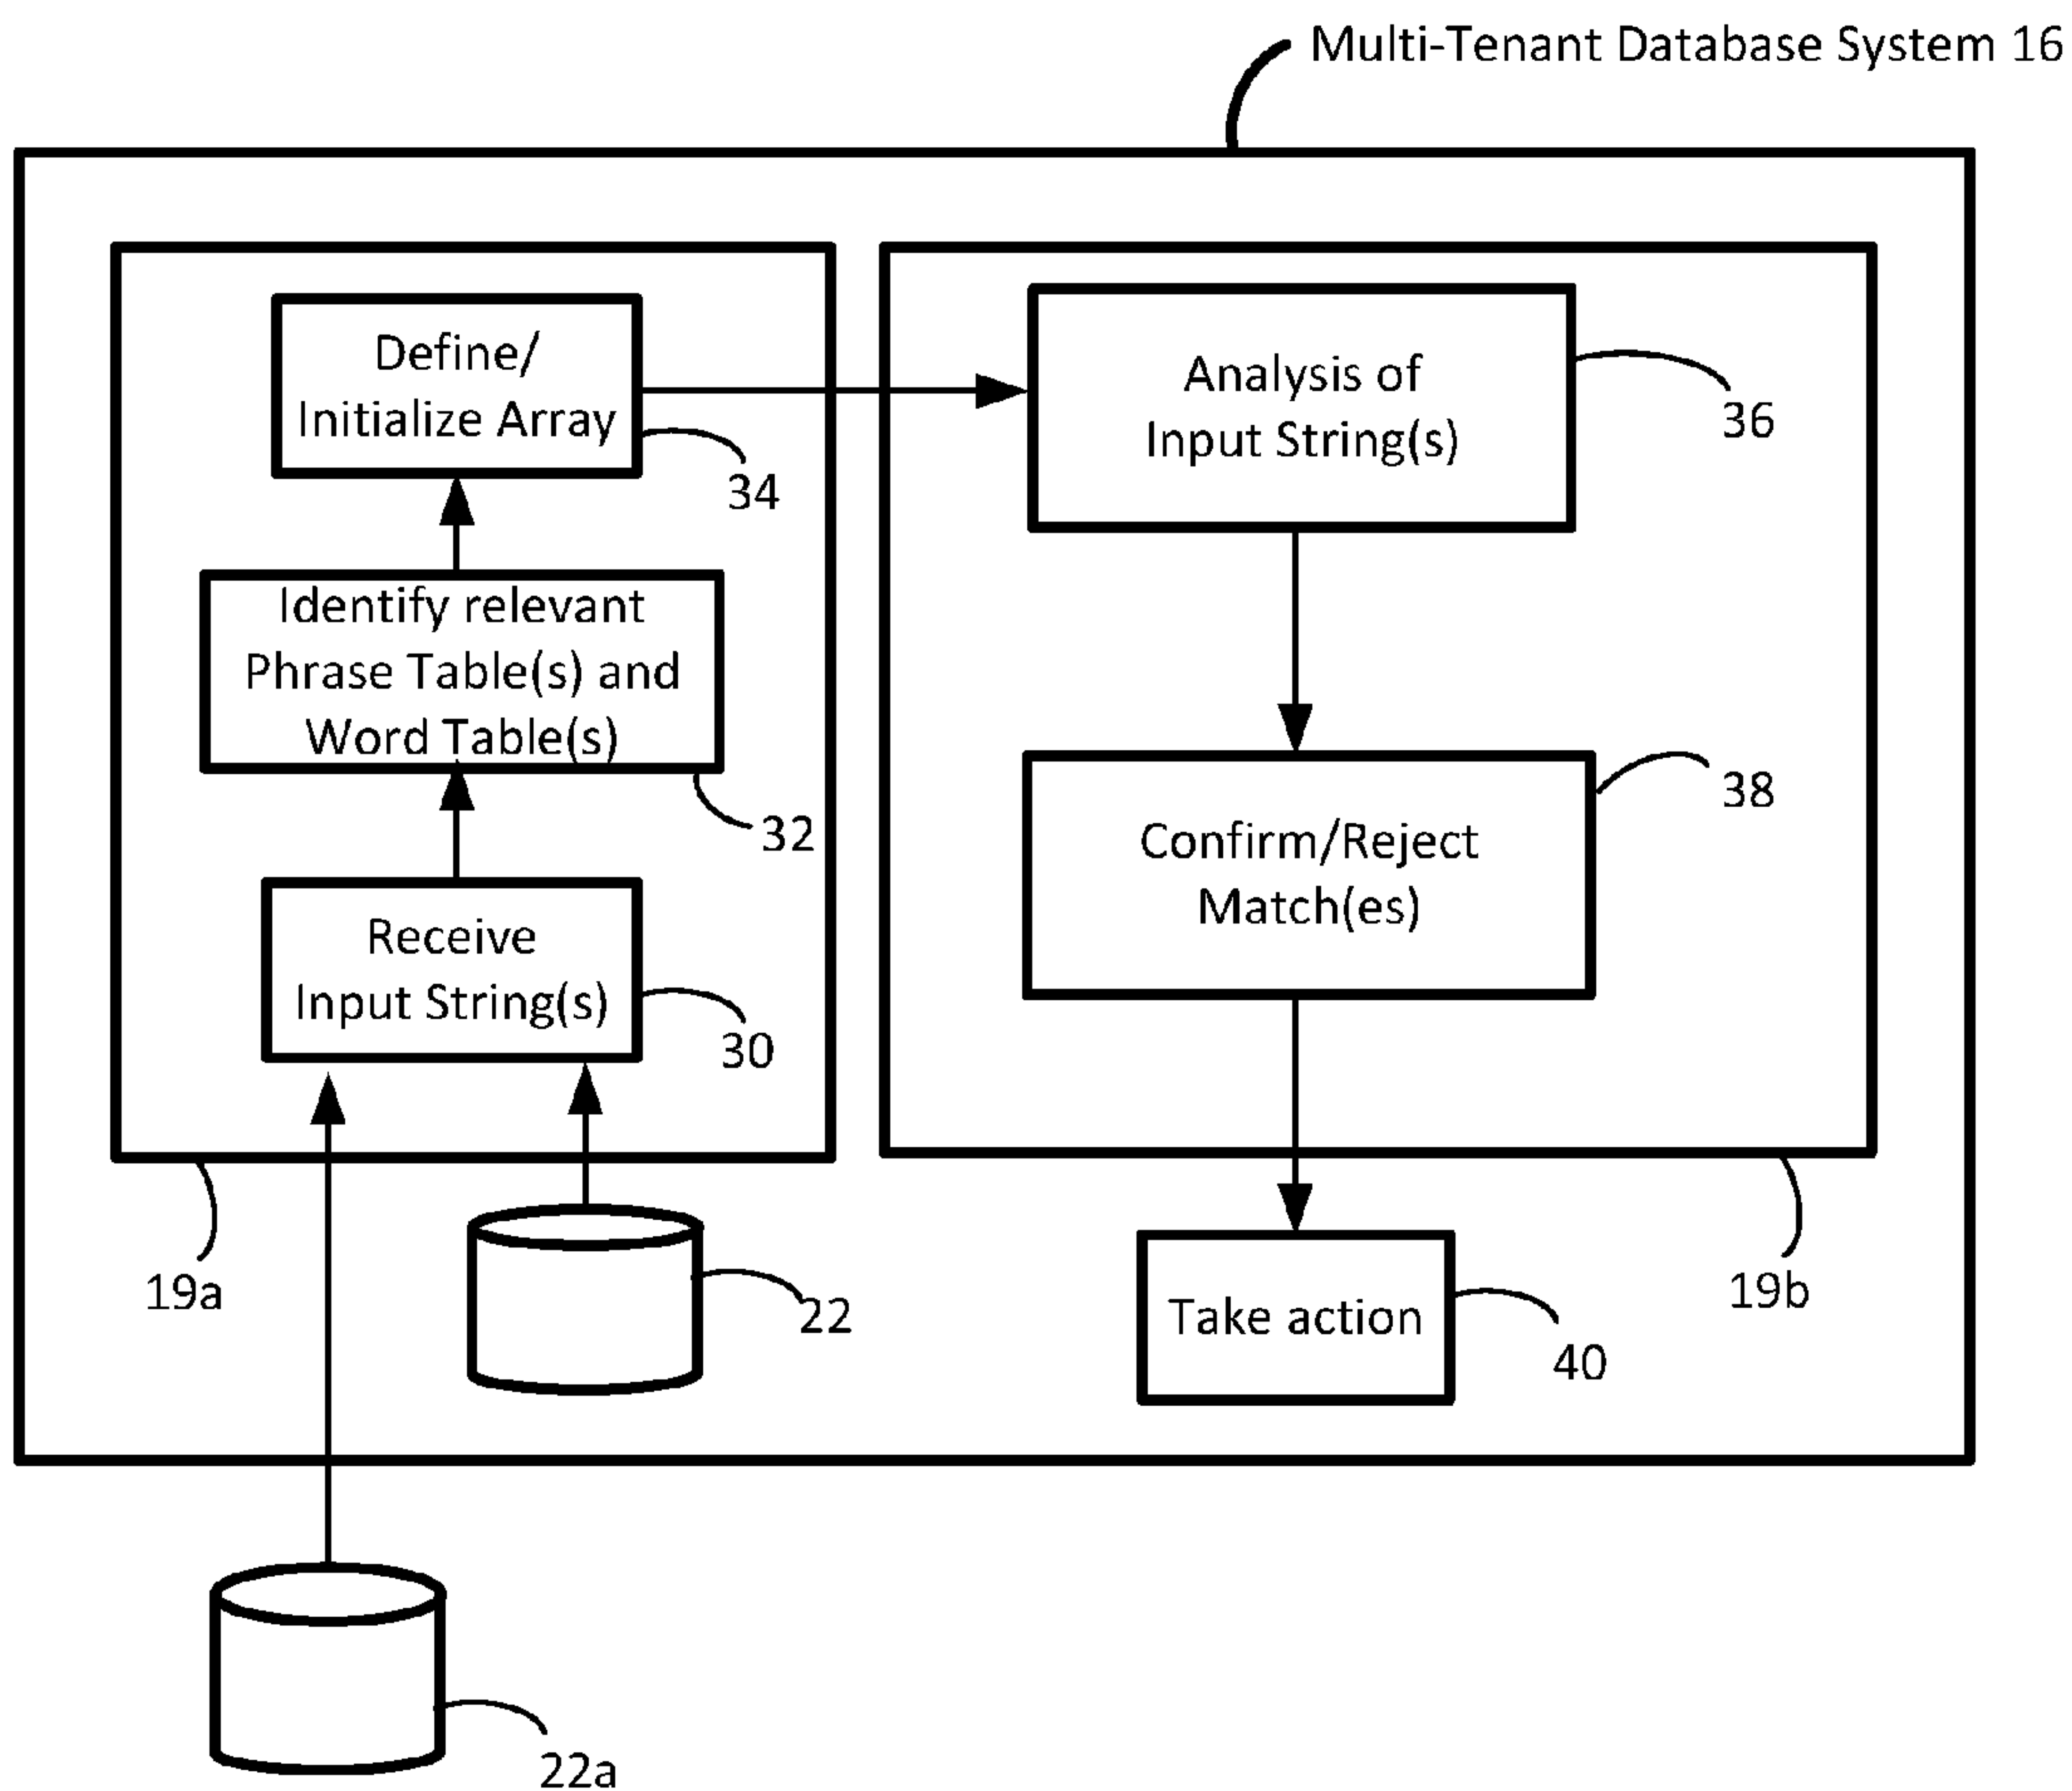 Multi-Tenant Database System 16
Define/
Initialize Array
34
Identify relevant
Phrase Table(s) and
Word Table(s)
32
Receive
Input String(s)
30
19a
22
22a
Analysis of
Input String(s)
36
Confirm/Reject
Match(es)
38
19b
Take action
40